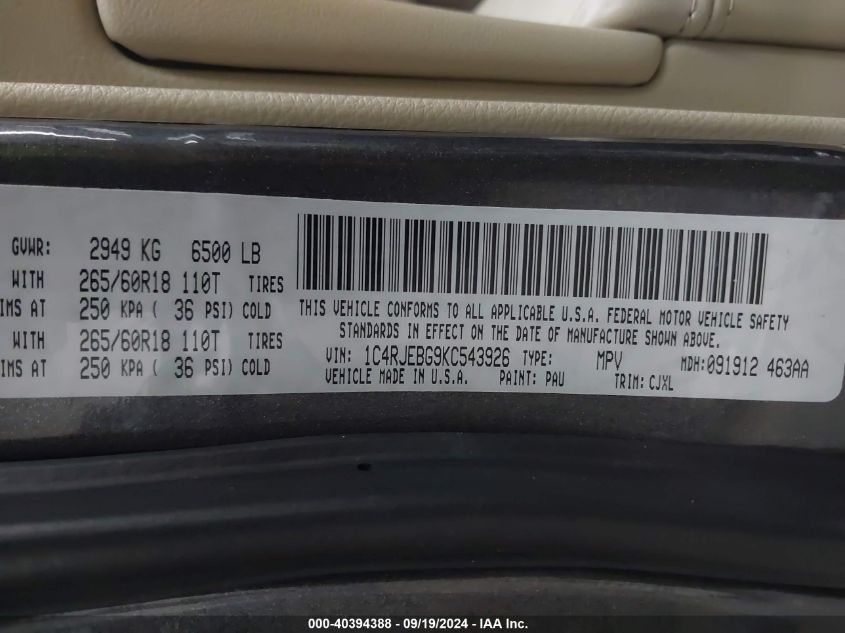 GVWR: 2949 KG 6500 LB
WITH 265/60R18 110T TIRES
IMS AT 250 KPA ( 36 PSI) COLD
WITH 265/60R18 110T TIRES
IMS AT 250 KPA ( 36 PSI) COLD
THIS VEHICLE CONFORMS TO ALL APPLICABLE U.S.A. FEDERAL MOTOR VEHICLE SAFETY
STANDARDS IN EFFECT ON THE DATE OF MANUFACTURE SHOWN ABOVE.
VIN: 1C4RJEBG9KC543926 TYPE: MPV MDH:091912 463AA
VEHICLE MADE IN U.S.A. PAINT: PAU TRIM: CJXL
000-40394388 - 09/19/2024 - IAA Inc.